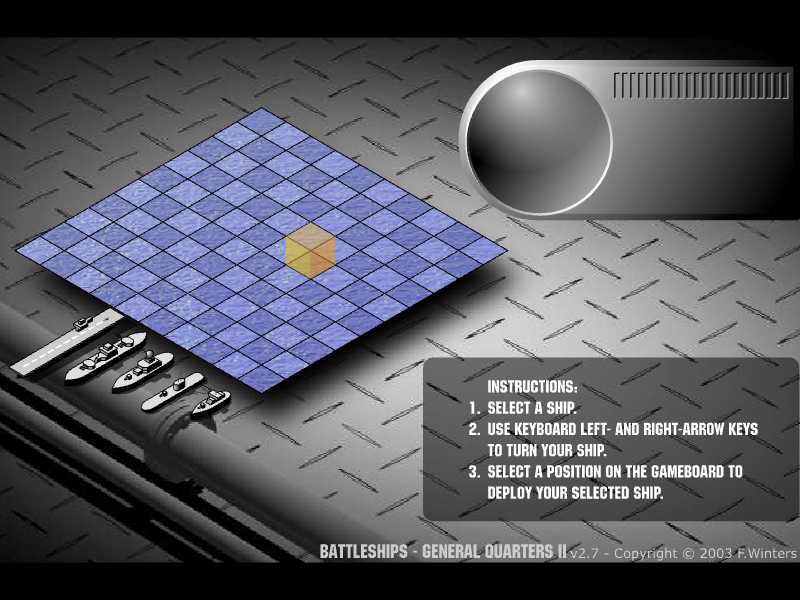 INSTRUCTIONS:
1. SELECT A SHIP.
2. USE KEYBOARD LEFT- AND RIGHT-ARROW KEYS
TO TURN YOUR SHIP.
3. SELECT A POSITION ON THE GAMEBOARD TO
DEPLOY YOUR SELECTED SHIP.
BATTLESHIPS - GENERAL QUARTERS II v2.7 - Copyright © 2003 F.Winters